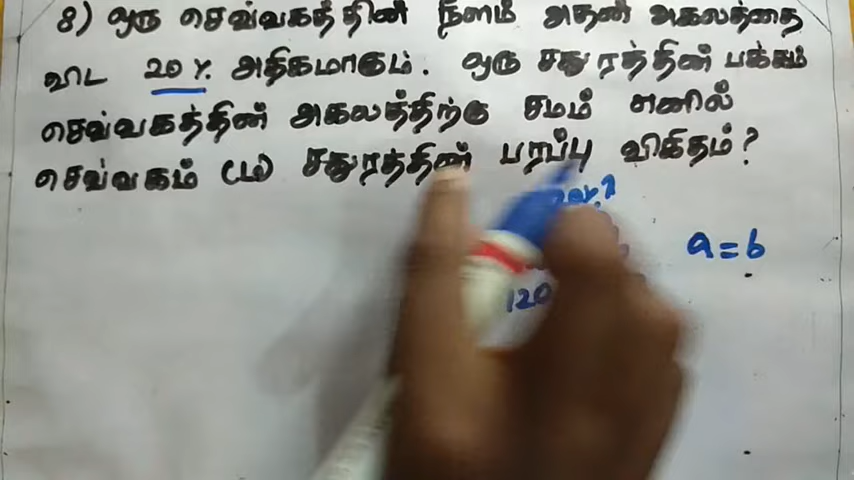 8) ஒரு செவ்வகத்தின் நீளம் அதன் அகலத்தை
விட 20% அதிகமாகும். ஒரு சதுரத்தின் பக்கம்
செவ்வகத்தின் அகலத்திற்கு சமம் எனில்
செவ்வகம் (ம) சதுரத்தின் பரப்பு விகிதம்?
a = b
120